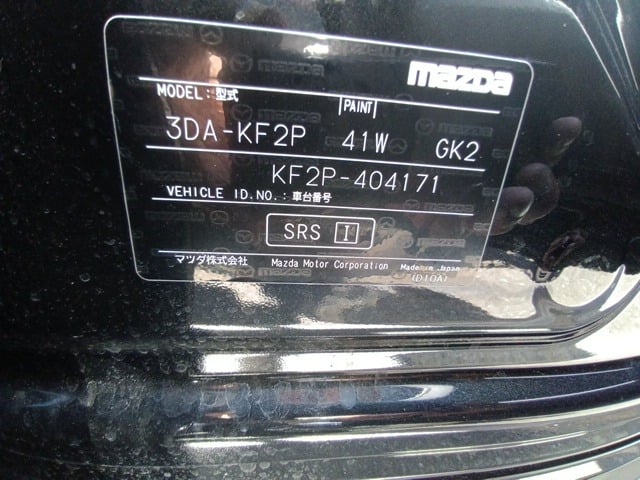 mazda
MODEL:型式 PAINT
3DA-KF2P 41W GK2
KF2P-404171
VEHICLE ID.NO.:車台番号
SRS I
マツダ株式会社 Mazda Motor Corporation Made in Japan
(D10A)